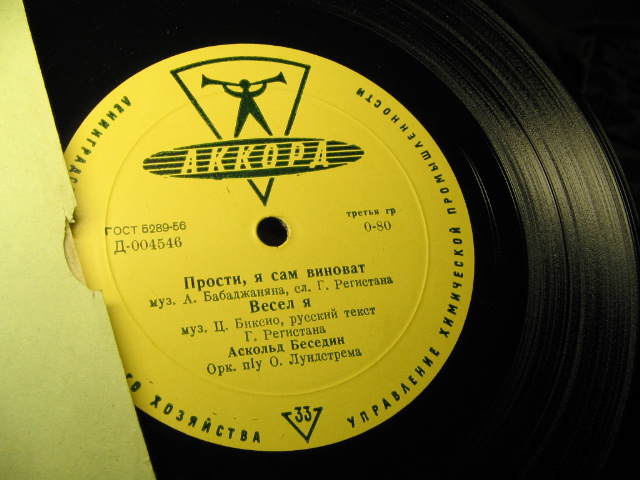 АККОРД
ГОСТ 5289-56
Д-004546
третья гр
0-80
Прости, я сам виноват
муз. А. Бабаджаняна, сл. Г. Регистана
Весел я
муз. Ц. Биксио, русский текст
Г. Регистана
Аскольд Беседин
Орк. п/у О. Лундстрема
33
ХОЗЯЙСТВА
УПРАВЛЕНИЕ ХИМИЧЕСКОЙ ПРОМЫШЛЕННОСТИ